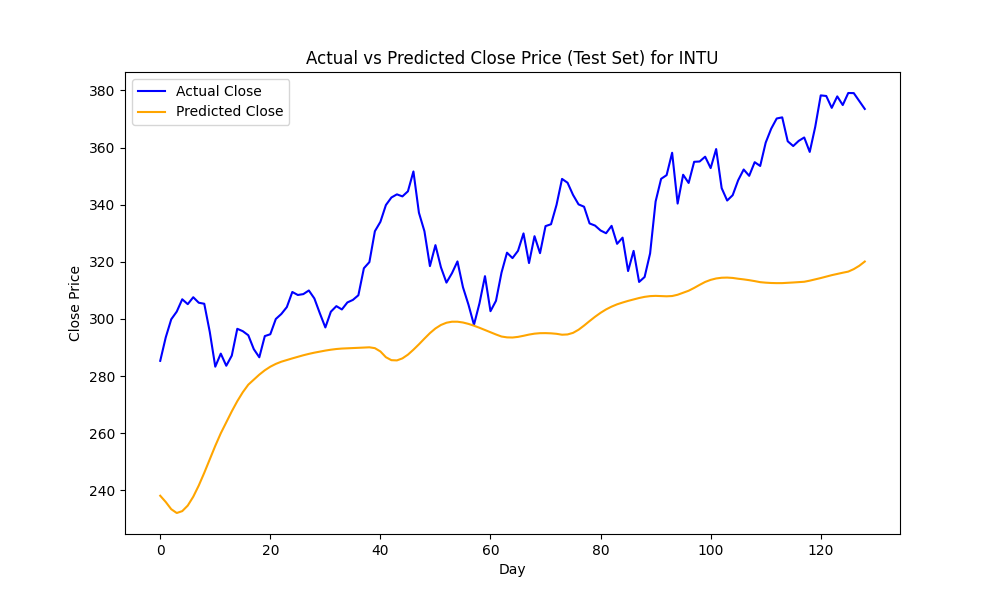 Actual vs Predicted Close Price (Test Set) for INTU
Actual Close
Predicted Close
Close Price
380
360
340
320
300
280
260
240
0 20 40 60 80 100 120
Day